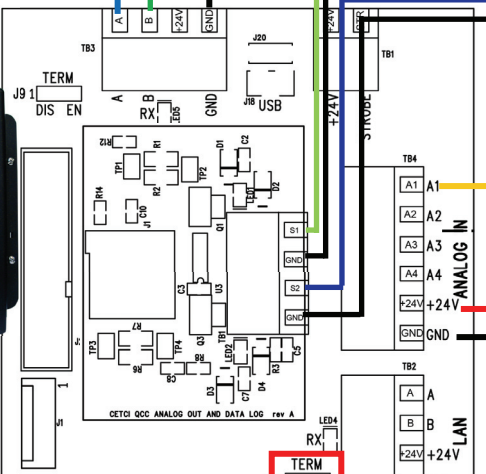 A B +24V GND
+24V STR
TB3
J20
TB1
TERM
J9 1
DIS EN
A B GND
RX LED5
J18 USB
+24V
STROBE
R12
R1
D1 C2
TP1 TP2
R2
LED1 D2
R14 C10
J1
Q1
S1
GND
S2
GND
C3 U3
R7
TP3 TP4
R6
C8 R8
Q3
TB1
LED2
R3 C5
D3 C7 D4
CETCI QCC ANALOG OUT AND DATA LOG rev A
TB4
A1 A1
A2 A2
A3 A3
A4 A4
+24V +24V
GND GND
ANALOG IN
TB2
A A
B B
+24V +24V
LAN
1
J1
LED4
RX
TERM